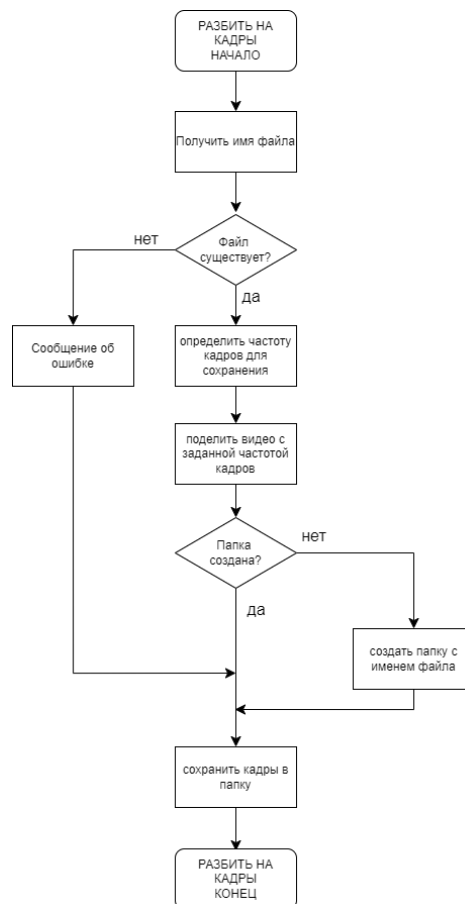 РАЗБИТЬ НА
КАДРЫ
НАЧАЛО
Получить имя файла
Файл
существует?
нет
да
Сообщение об
ошибке
определить частоту
кадров для
сохранения
поделить видео с
заданной частотой
кадров
Папка
создана?
нет
да
создать папку с
именем файла
сохранить кадры в
папку
РАЗБИТЬ НА
КАДРЫ
КОНЕЦ